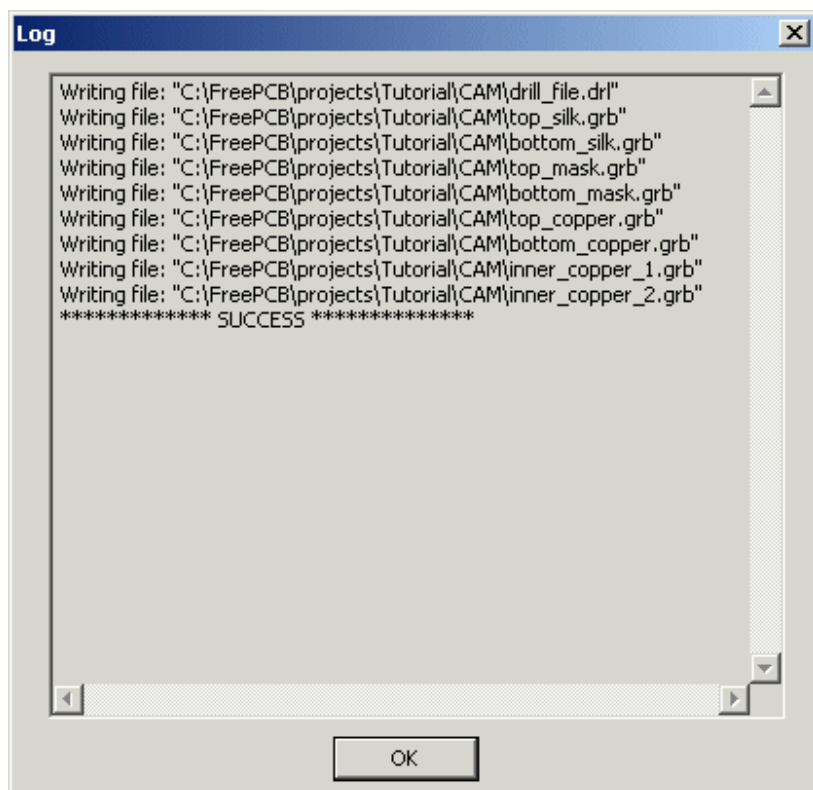 Log
Writing file: "C:\FreePCB\projects\Tutorial\CAM\drill_file.drl"
Writing file: "C:\FreePCB\projects\Tutorial\CAM\top_silk.grb"
Writing file: "C:\FreePCB\projects\Tutorial\CAM\bottom_silk.grb"
Writing file: "C:\FreePCB\projects\Tutorial\CAM\top_mask.grb"
Writing file: "C:\FreePCB\projects\Tutorial\CAM\bottom_mask.grb"
Writing file: "C:\FreePCB\projects\Tutorial\CAM\top_copper.grb"
Writing file: "C:\FreePCB\projects\Tutorial\CAM\bottom_copper.grb"
Writing file: "C:\FreePCB\projects\Tutorial\CAM\inner_copper_1.grb"
Writing file: "C:\FreePCB\projects\Tutorial\CAM\inner_copper_2.grb"
************* SUCCESS **************
OK